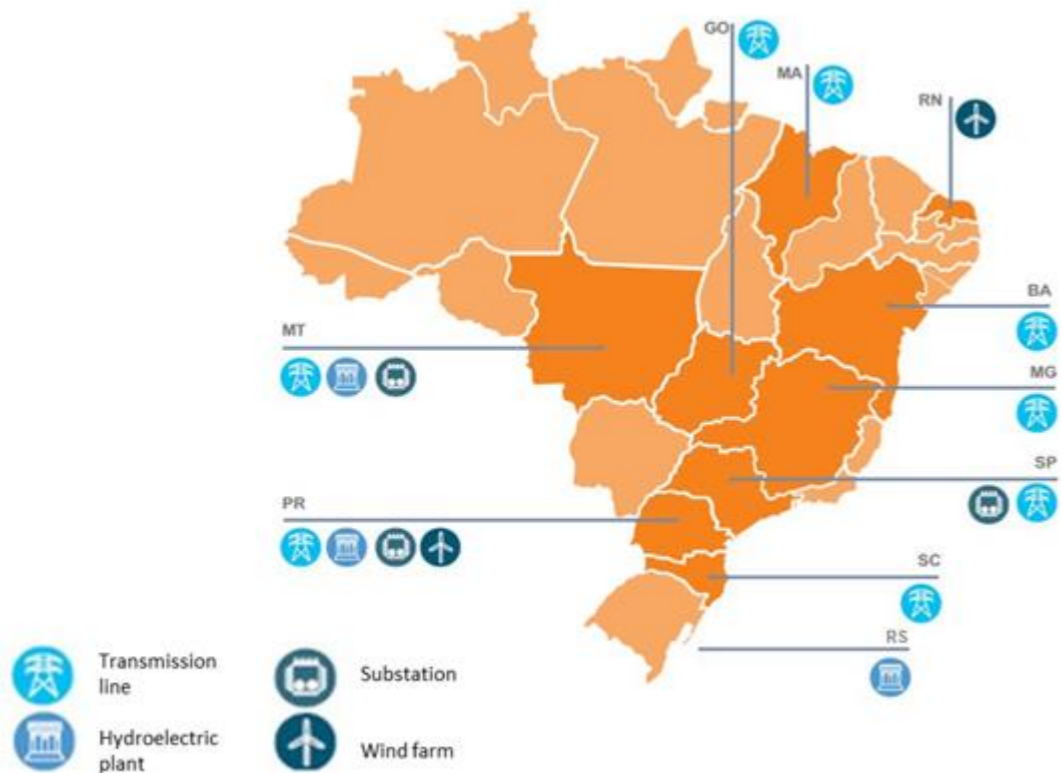 GO
MA
RN
BA
MT
MG
SP
PR
SC
RS
Transmission
line
Substation
Hydroelectric
plant
Wind farm